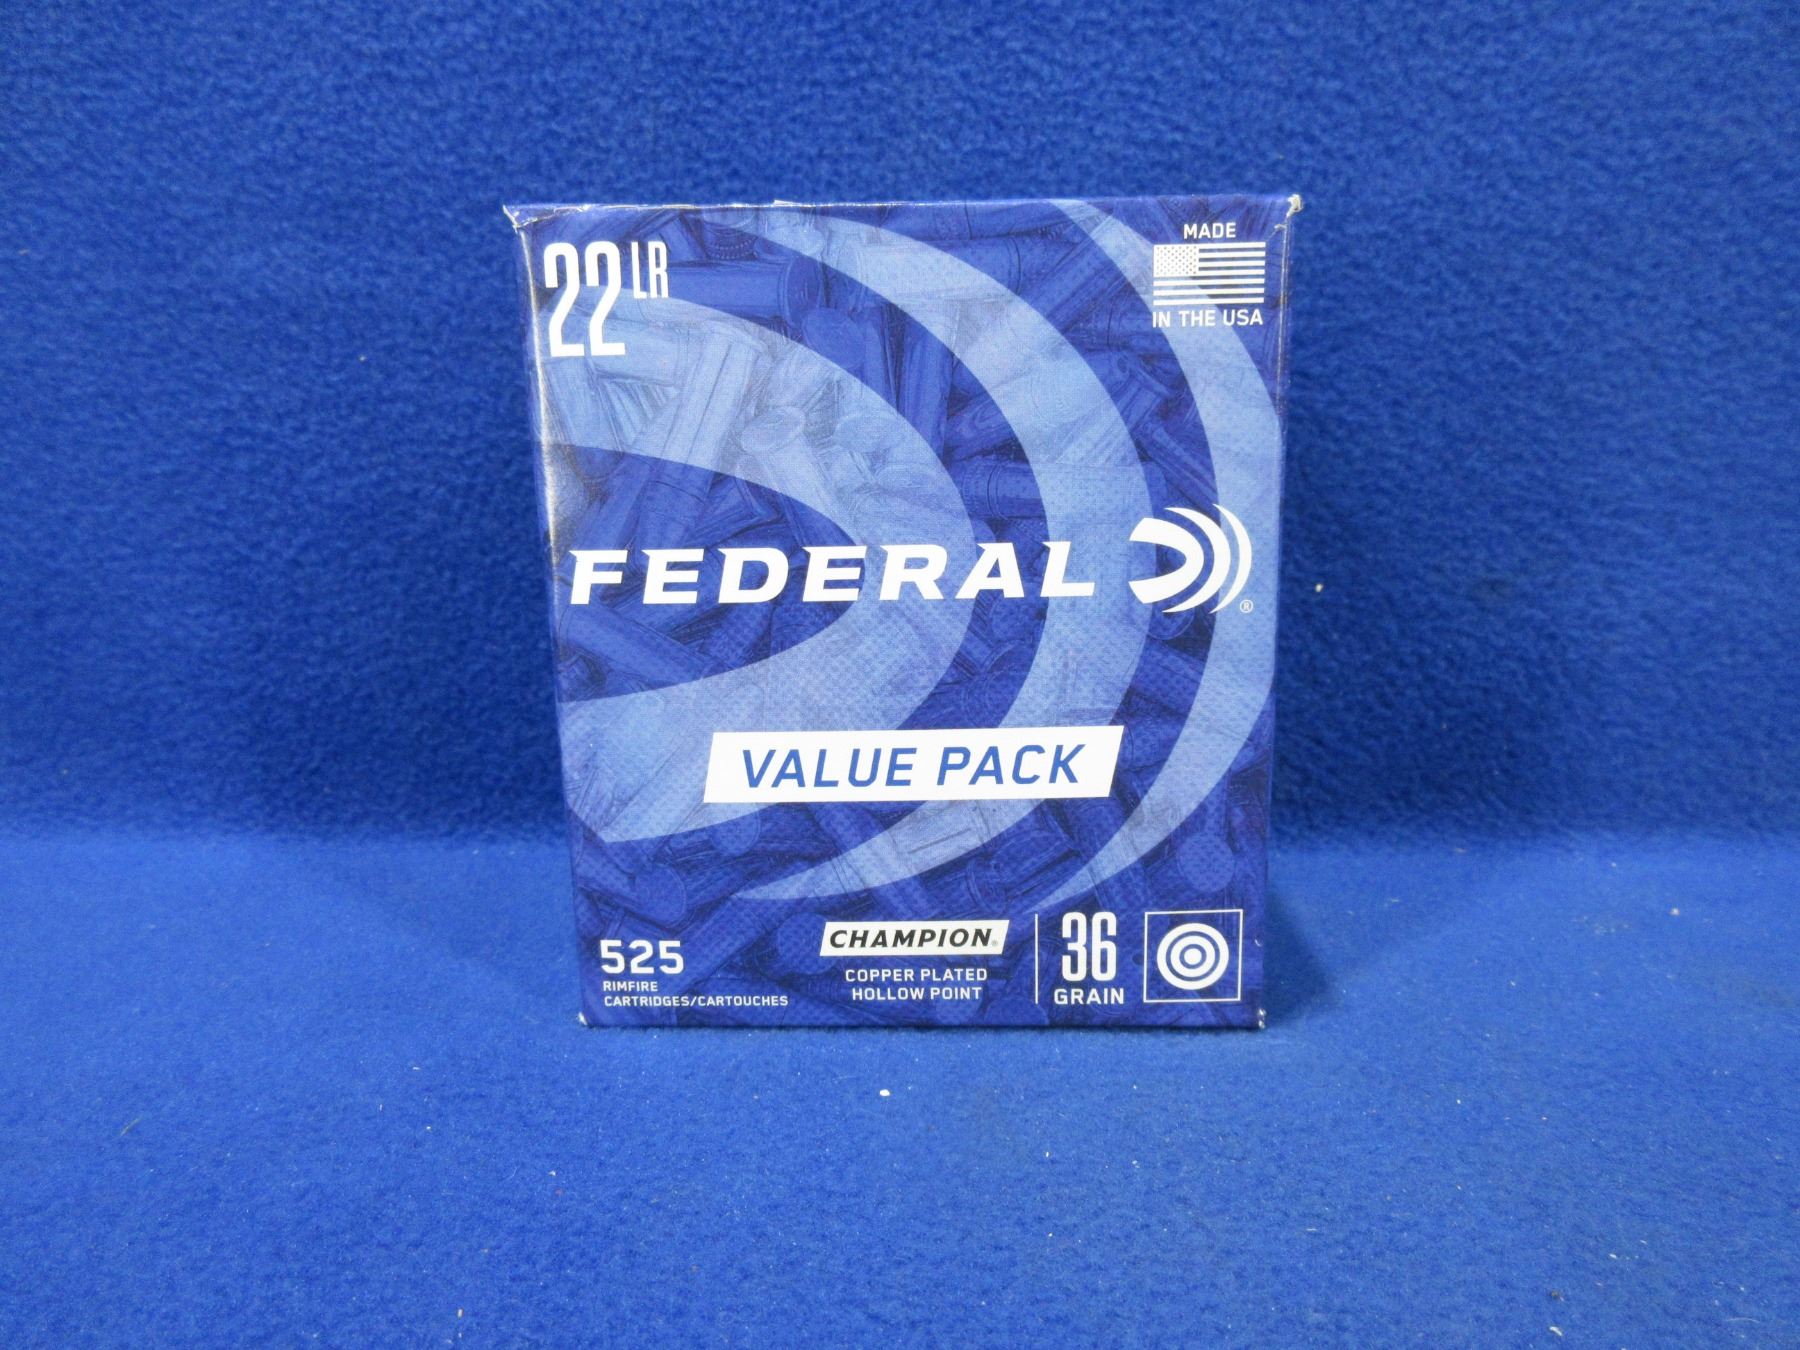 22 LR
MADE
IN THE USA
FEDERAL ®
VALUE PACK
525
RIMFIRE
CARTRIDGES/CARTOUCHES
CHAMPION®
COPPER PLATED
HOLLOW POINT
36
GRAIN